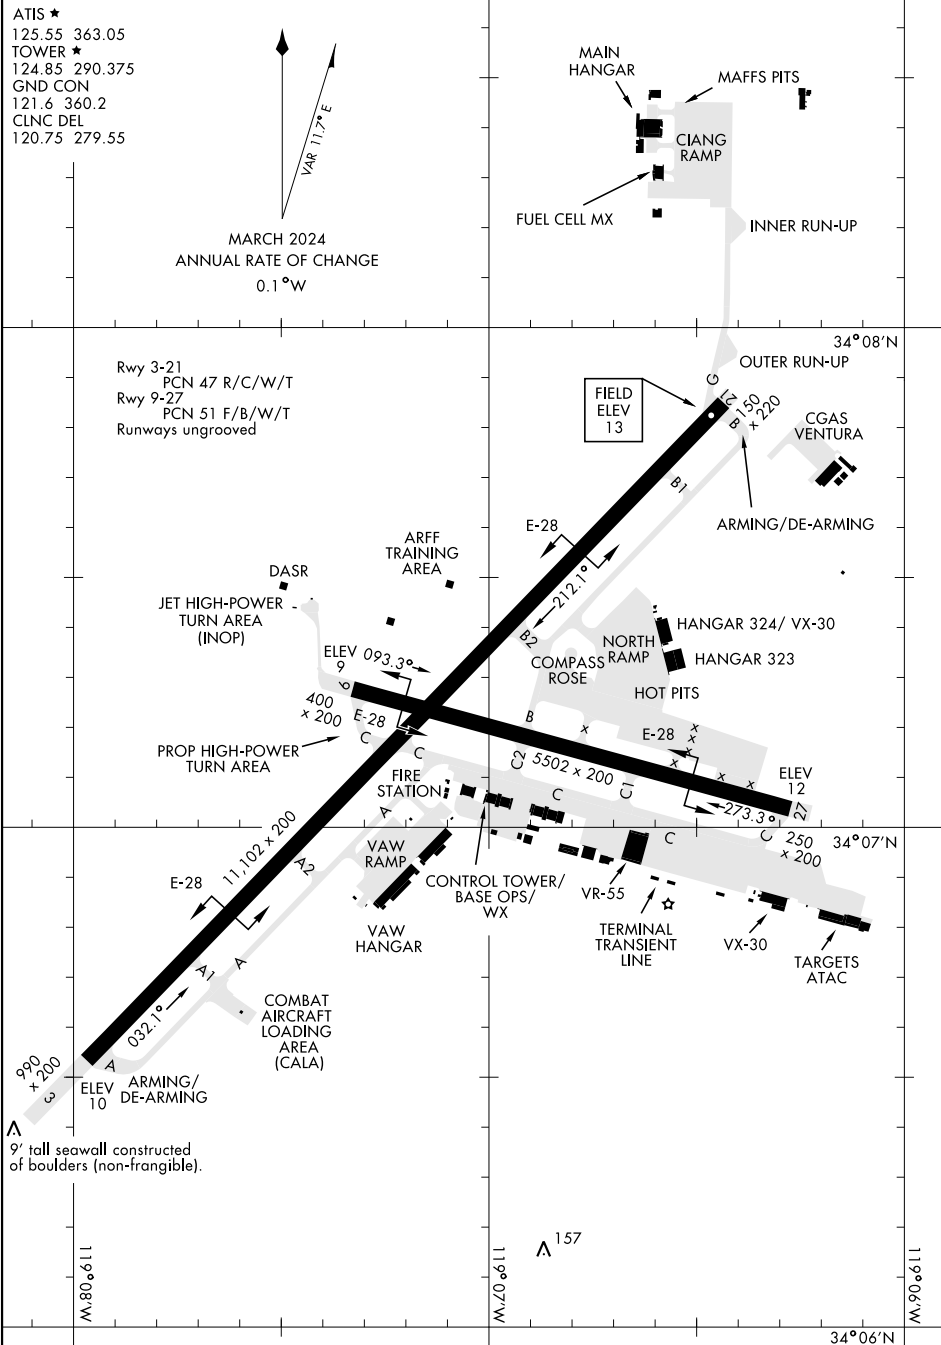 ATIS ★
125.55 363.05
TOWER ★
124.85 290.375
GND CON
121.6 360.2
CLNC DEL
120.75 279.55
VAR 11.7° E
MARCH 2024
ANNUAL RATE OF CHANGE
0.1° W
MAIN
HANGAR
MAFFS PITS
CIANG
RAMP
FUEL CELL MX
INNER RUN-UP
34°08'N
OUTER RUN-UP
Rwy 3-21
PCN 47 R/C/W/T
Rwy 9-27
PCN 51 F/B/W/T
Runways ungrooved
FIELD
ELEV
13
G
21
150
× 220
B
CGAS
VENTURA
B1
ARMING/DE-ARMING
E-28
212.1°
ARFF
TRAINING
AREA
DASR
JET HIGH-POWER
TURN AREA
(INOP)
B2
COMPASS
ROSE
NORTH
RAMP
HANGAR 324/ VX-30
HANGAR 323
HOT PITS
ELEV
9
093.3°
9
400
× 200
E-28
C
C
PROP HIGH-POWER
TURN AREA
B
C2
5502 × 200
E-28
x
x
x
x
x
x
ELEV
12
27
273.3°
C
250
× 200
C1
C
C
FIRE
STATION
A
34°07'N
VAW
RAMP
11,102 × 200
A2
E-28
CONTROL TOWER/
BASE OPS/
WX
VR-55
VAW
HANGAR
TERMINAL
TRANSIENT
LINE
VX-30
TARGETS
ATAC
A1
A
032.1°
COMBAT
AIRCRAFT
LOADING
AREA
(CALA)
990
× 200
3
A
ELEV
10
ARMING/
DE-ARMING
9' tall seawall constructed
of boulders (non-frangible).
157
119°08'W
119°07'W
119°06'W
34°06'N